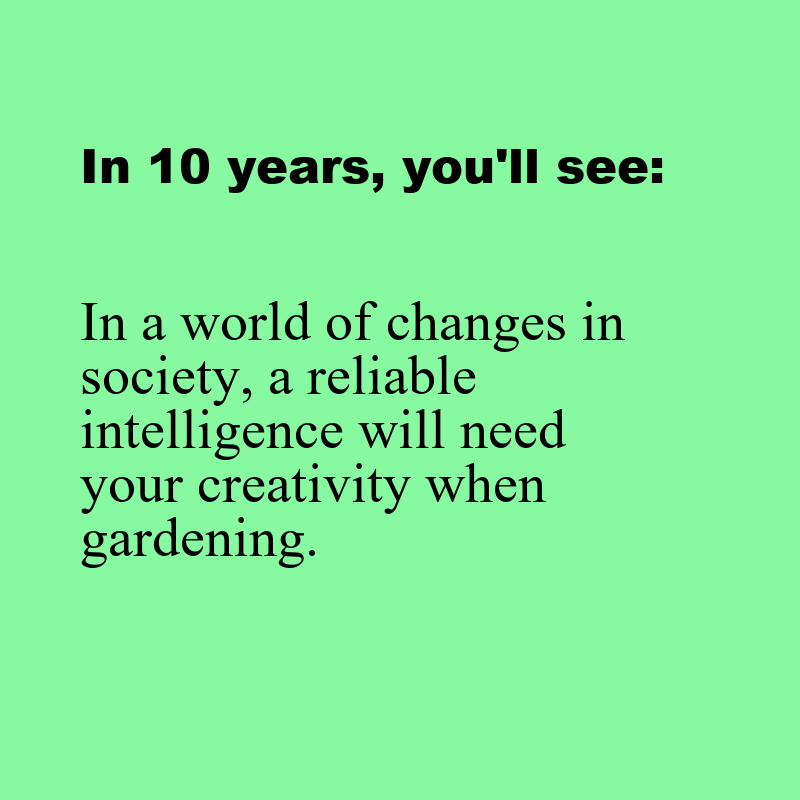 In 10 years, you'll see:
In a world of changes in
society, a reliable
intelligence will need
your creativity when
gardening.